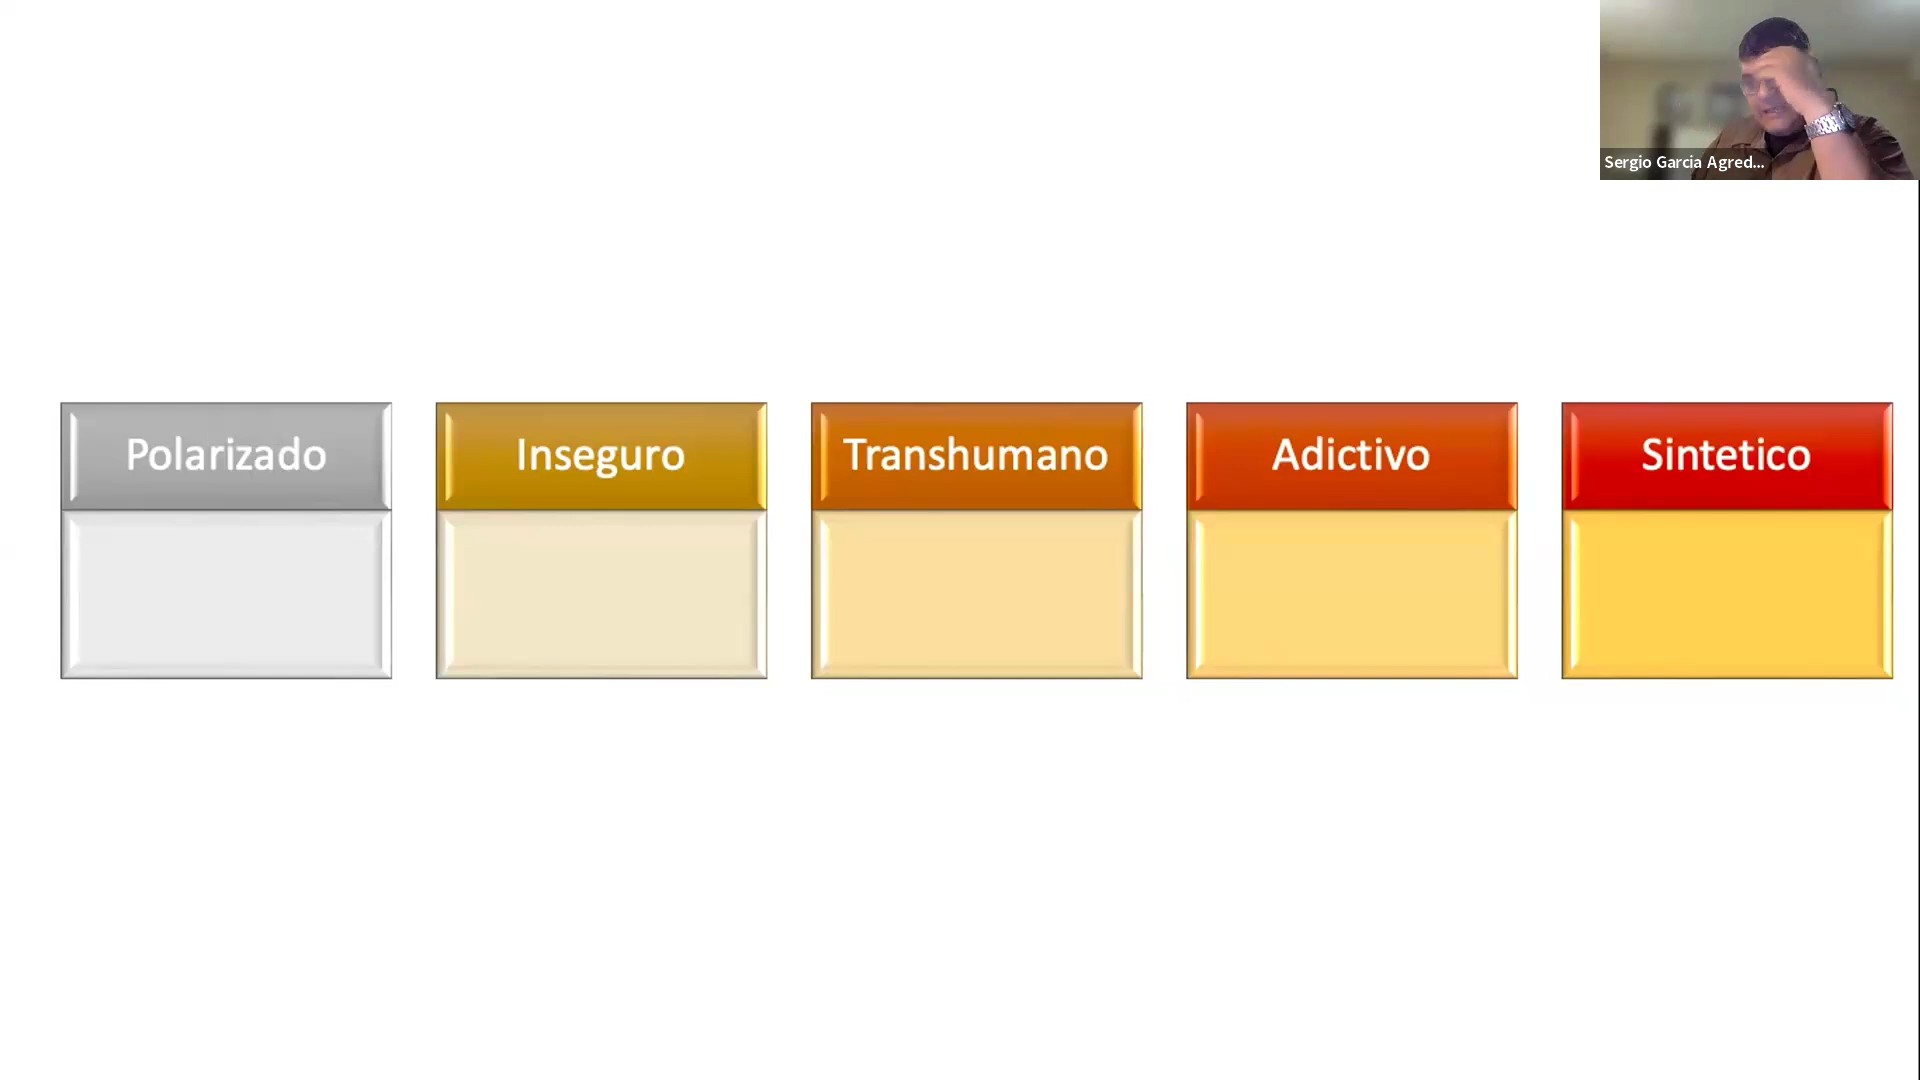 Sergio Garcia Agred...
Polarizado
Inseguro
Transhumano
Adictivo
Sintetico